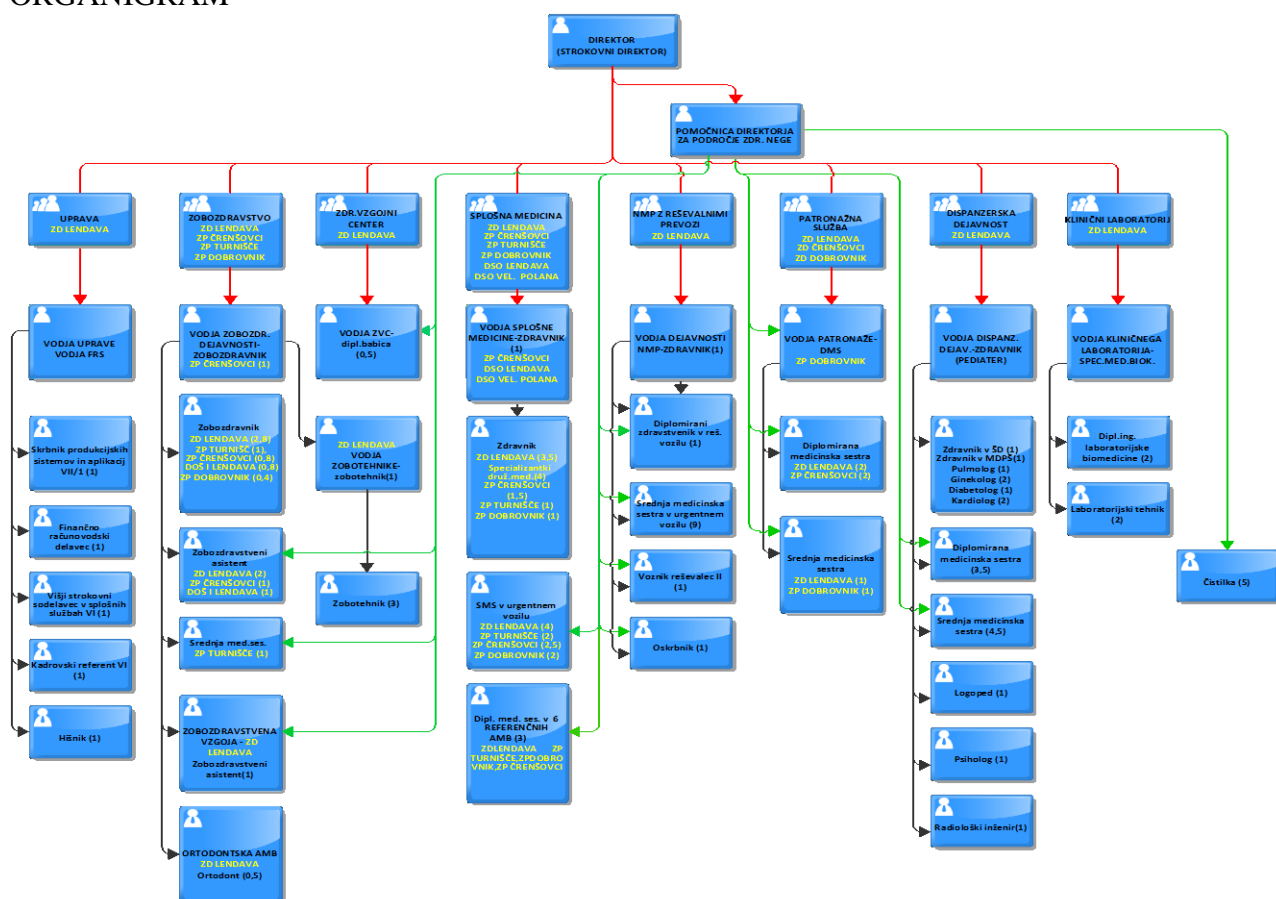 ORGANIGRAM
DIREKTOR
(STROKOVNI DIREKTOR)
POMOČNICA DIREKTORJA
ZA PODROČJE ZDR. NEGE
UPRAVA
ZD LENDAVA
ZOBOZDRAVSTVO
ZD LENDAVA
ZP ČRENŠOVCI
ZP TURNIŠČE
ZP DOBROVNIK
ZDR.VZGOJNI
CENTER
ZD LENDAVA
SPLOŠNA MEDICINA
ZD LENDAVA
ZP ČRENŠOVCI
ZP TURNIŠČE
ZP DOBROVNIK
DSO LENDAVA
DSO VEL. POLANA
NMP Z REŠEVALNIMI
PREVOZI
ZD LENDAVA
PATRONAŽNA
SLUŽBA
ZD LENDAVA
ZD ČRENŠOVCI
ZD DOBROVNIK
DISPANZERSKA
DEJAVNOST
ZD LENDAVA
KLINIČNI LABORATORIJ
ZD LENDAVA
VODJA UPRAVE
VODJA FRS
VODJA ZOBOZDR.
DEJAVNOSTI-
ZOBOZDRAVNIK
ZP ČRENŠOVCI (1)
VODJA ZVC-
dipl.babica
(0,5)
VODJA SPLOŠNE
MEDICINE-ZDRAVNIK
(1)
ZP ČRENŠOVCI
DSO LENDAVA
DSO VEL. POLANA
VODJA DEJAVNOSTI
NMP-ZDRAVNIK(1)
VODJA PATRONAŽE-
DMS
ZP DOBROVNIK
VODJA DISPANZ.
DEJAV.-ZDRAVNIK
(PEDIATER)
VODJA KLINIČNEGA
LABORATORIJA-
SPEC.MED.BIOK.
Skrbnik produkcijskih
sistemov in aplikacij
VII/1 (1)
Finančno
računovodski
delavec (1)
Višji strokovni
sodelavec v splošnih
službah VI (1)
Kadrovski referent VI
(1)
Hišnik (1)
Zobozdravnik
ZD LENDAVA (2,6)
ZP TURNIŠČE (1),
ZP ČRENŠOVCI (0,8)
DOŠ I LENDAVA (0,8)
ZP DOBROVNIK (0,4)
Zobozdravstveni
asistent
ZD LENDAVA (2)
ZP ČRENŠOVCI (1)
DOŠ I LENDAVA (1)
Srednja med.ses.
ZP TURNIŠČE (1)
ZOBOZDRAVSTVENA
VZGOJA - ZD
LENDAVA
Zobozdravstveni
asistent(1)
ORTODONTSKA AMB
ZD LENDAVA
Ortodont (0,5)
ZD LENDAVA
VODJA
ZOBOTEHNIKE-
zobotehnik(1)
Zobotehnik (3)
Zdravnik
ZD LENDAVA (3,5)
Specializantki
druž.med.(4)
ZP ČRENŠOVCI
(1,5)
ZP TURNIŠČE (1)
ZP DOBROVNIK (1)
SMS v urgentnem
vozilu
ZD LENDAVA (4)
ZP TURNIŠČE (2)
ZP ČRENŠOVCI (2,5)
ZP DOBROVNIK (2)
Dipl. med. ses. v 6
REFERENČNIH
AMB (3)
ZDLENDAVA ZP
TURNIŠČE,ZPDOBRO
VNIK,ZP ČRENŠOVCI
Diplomirani
zdravstvenik v reš.
vozilu (1)
Srednja medicinska
sestra v urgentnem
vozilu (9)
Voznik reševalec II
(1)
Oskrbnik (1)
Diplomirana
medicinska sestra
ZD LENDAVA (2)
ZP ČRENŠOVCI (2)
Srednja medicinska
sestra
ZD LENDAVA (1)
ZP DOBROVNIK (1)
Zdravnik v ŠD (1)
Zdravnik v MDPŠ(1)
Pulmolog (1)
Ginekolog (2)
Diabetolog (1)
Kardiolog (2)
Diplomirana
medicinska sestra
(3,5)
Srednja medicinska
sestra (4,5)
Logoped (1)
Psiholog (1)
Radiološki inženir(1)
Dipl.ing.
laboratorijske
biomedicine (2)
Laboratorijski tehnik
(2)
Čistilka (5)